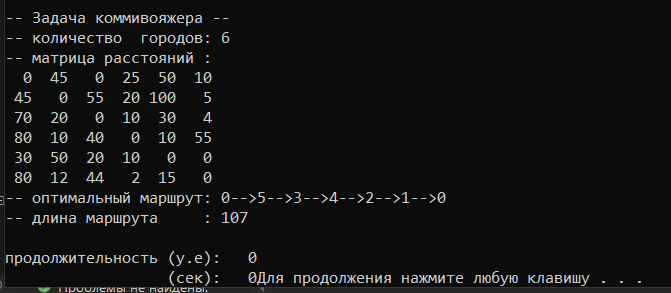 -- Задача коммивояжера --
-- количество  городов: 6
-- матрица расстояний :
  0  45   0  25  50  10
 45   0  55  20 100   5
 70  20   0  10  30   4
 80  10  40   0  10  55
 30  50  20  10   0   0
 80  12  44   2  15   0
-- оптимальный маршрут: 0-->5-->3-->4-->2-->1-->0
-- длина маршрута     : 107
продолжительность (у.е):   0
                  (сек):   0Для продолжения нажмите любую клавишу . . .
Проблемы не найдены.